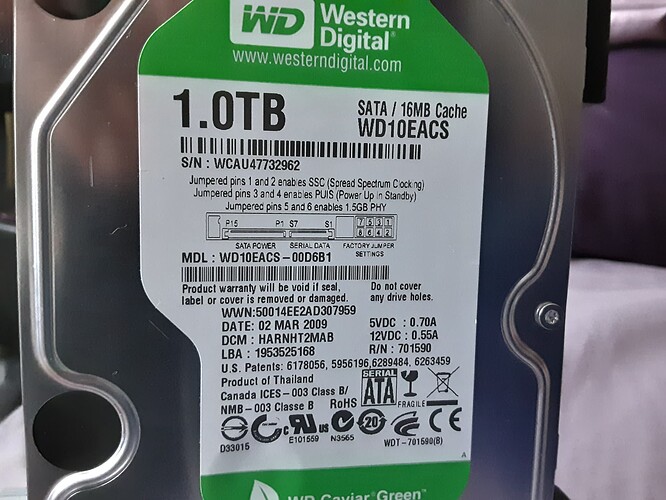 WD Western
Digital®
www.westerndigital.com
1.0TB
SATA / 16MB Cache
WD10EACS
S/N : WCAU47732962
Jumpered pins 1 and 2 enables SSC (Spread Spectrum Clocking)
Jumpered pins 3 and 4 enables PUIS (Power Up in Standby)
Jumpered pins 5 and 6 enables 1.5GB PHY
P15 P1 S7 S1 7 5 3 1
8 6 4 2
SATA POWER SERIAL DATA FACTORY JUMPER
SETTINGS
MDL : WD10EACS-00D6B1
Product warranty will be void if seal,
label or cover is removed or damaged.
Do not cover
any drive holes.
WWN:50014EE2AD307959
DATE: 02 MAR 2009 5VDC : 0.70A
DCM : HARNHT2MAB 12VDC : 0.55A
LBA : 1953525168 R/N : 701590
U.S. Patents: 6178056, 5956196,6289484, 6263459
Product of Thailand
Canada ICES-003 Class B/
NMB-003 Classe B RoHS
SERIAL
ATA
FRAGILE
D33015 C US E101559 N3565 20 CE
WDT-701590(B)
A
WD Caviar® Green™